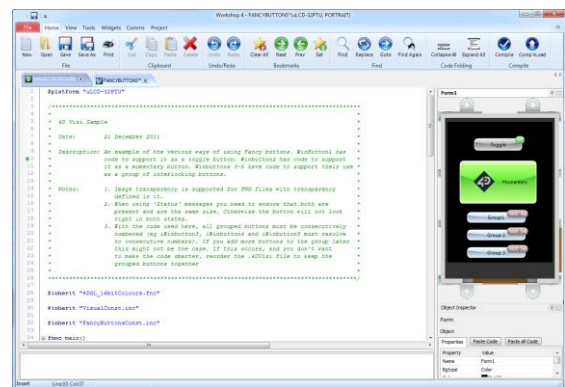 Workshop 4 - FANCYBUTTONS*(uLCD-32PTU, PORTRAIT)
File Home View Tools Widgets Comms Project
New Open Save Save As Print Cut Copy Paste Delete Undo Redo Clear All Next Prev Set Find Replace Goto Find Again Collapse All Expand All Compile Comp'nLoad
File Clipboard Undo/Redo Bookmarks Find Code Folding Compile
FANCYBUTTONS*
#platform "uLCD-32PTU"
4D Visi Sample
Date: 2; December 2011
Description: An example of the various ways of using Fancy buttons. WinButton1 has
code to support it as a toggle button. Winbutton2 has code to support
it as a momentary button. Winbuttons 3-5 have code to support their use
as a group of interlocking buttons.
Notes: 1. Image transparency is supported for PNG files with transparency
defined in it.
2. When using 'Status' messages you need to ensure that both are
present and are the same size. Otherwise the button will not look
right in both states.
3. With the code used here, all grouped buttons must be consecutively
numbered (eg iWinButton3, iWinButton4 and iWinButton5 must resolve
to consecutive numbers). If you add more buttons to the group later
this might not be the case. If this occurs, and you don't want
to make the code smarter, reorder the .4DVisi file to keep the
grouped buttons together
#inherit "4DGL_16bitColours.fnc"
#inherit "VisualConst.inc"
#inherit "FancyButtonsConst.inc"
func main()
Form1
Toggle
4D Momentary
Group1
Group 2
Group 3
Object Inspector
Form
Object
Properties Paste Code Paste all Code
Property Value
Name Form1
Bgtype Color
Insert Line:10 Col:37